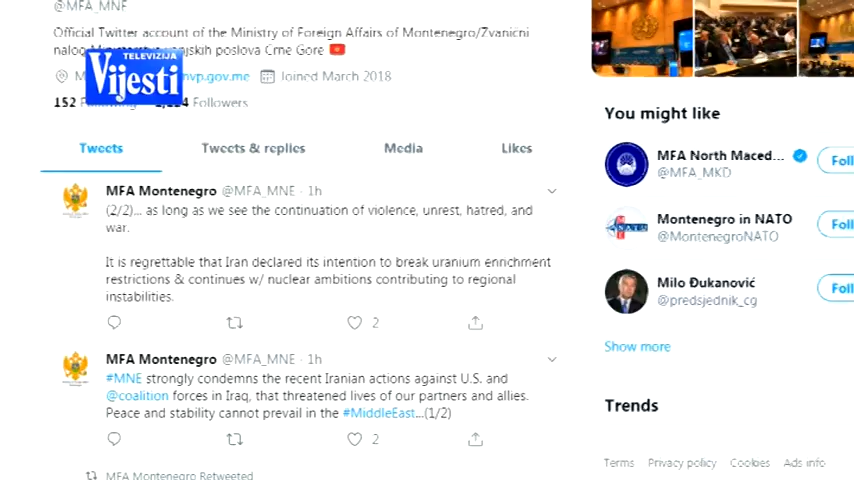 @MFA_MNE
Official Twitter account of the Ministry of Foreign Affairs of Montenegro/Zvanični
poslova Crne Gore
TELEVIZIJA
Vijesti
mvp.gov.me Joined March 2018
152 Followers
Tweets Tweets & replies Media Likes
MFA Montenegro @MFA_MNE · 1h
(2/2)... as long as we see the continuation of violence, unrest, hatred, and
war.
It is regrettable that Iran declared its intention to break uranium enrichment
restrictions & continues w/ nuclear ambitions contributing to regional
instabilities.
2
MFA Montenegro @MFA_MNE · 1h
#MNE strongly condemns the recent Iranian actions against U.S. and
@coalition forces in Iraq, that threatened lives of our partners and allies.
Peace and stability cannot prevail in the #MiddleEast...(1/2)
2
MFA Montenegro Retweeted
You might like
MFA North Maced...
@MFA_MKD
Foll
Montenegro in NATO
@MontenegroNATO
Foll
Milo Đukanović
@predsjednik_cg
Foll
Show more
Trends
Terms Privacy policy Cookies Ads info